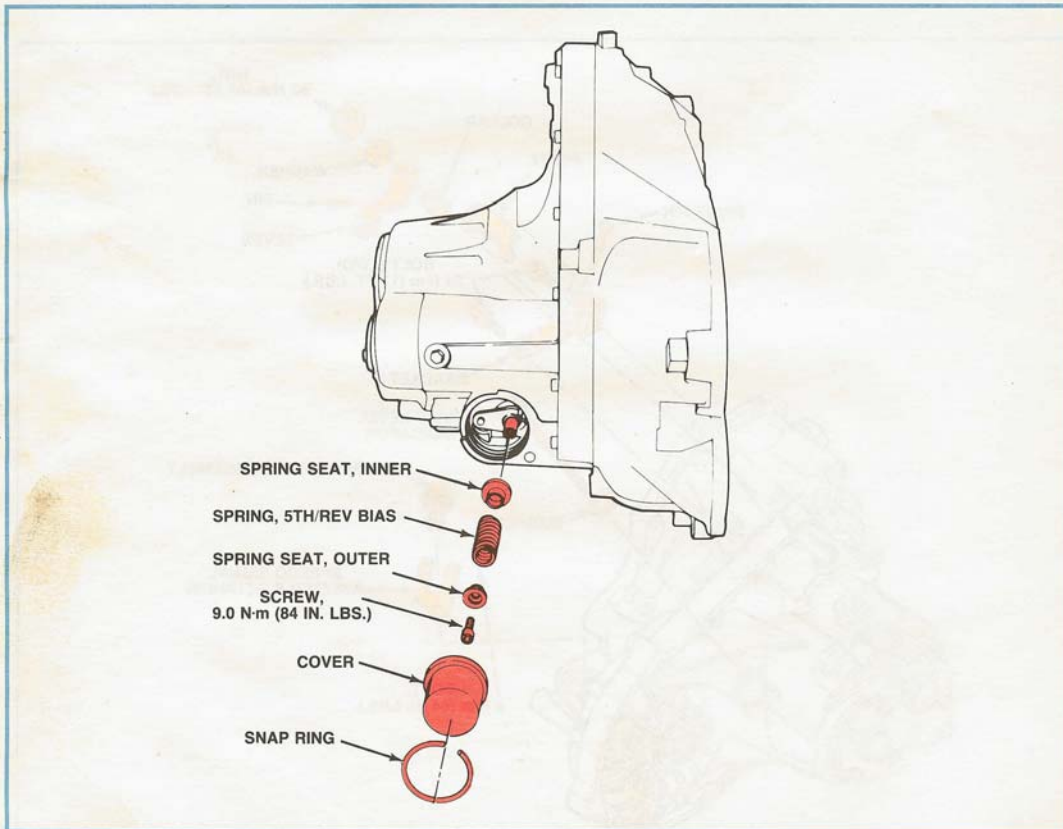 SPRING SEAT, INNER
SPRING, 5TH/REV BIAS
SPRING SEAT, OUTER
SCREW,
9.0 N·m (84 IN. LBS.)
COVER
SNAP RING